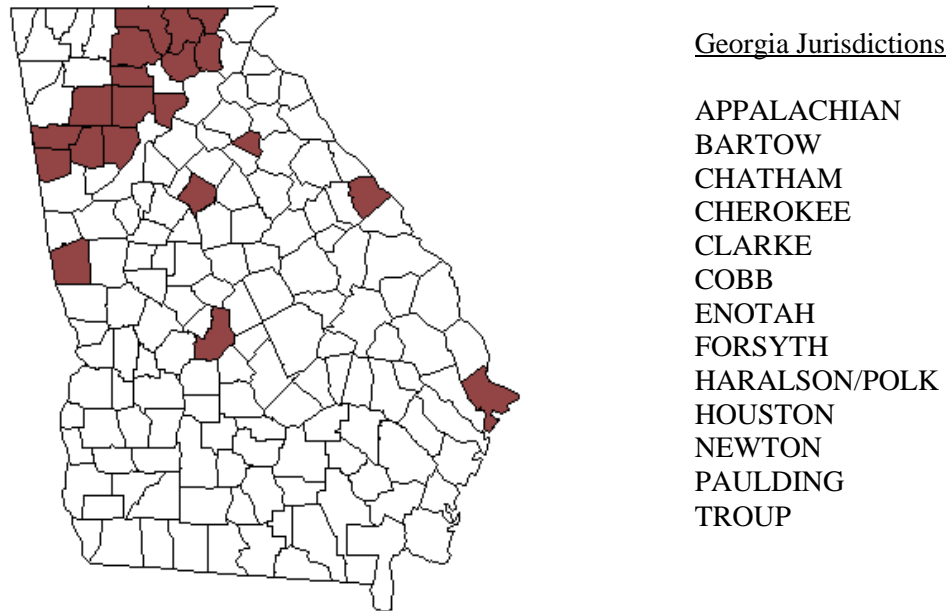 Georgia Jurisdictions
APPALACHIAN
BARTOW
CHATHAM
CHEROKEE
CLARKE
COBB
ENOTAH
FORSYTH
HARALSON/POLK
HOUSTON
NEWTON
PAULDING
TROUP